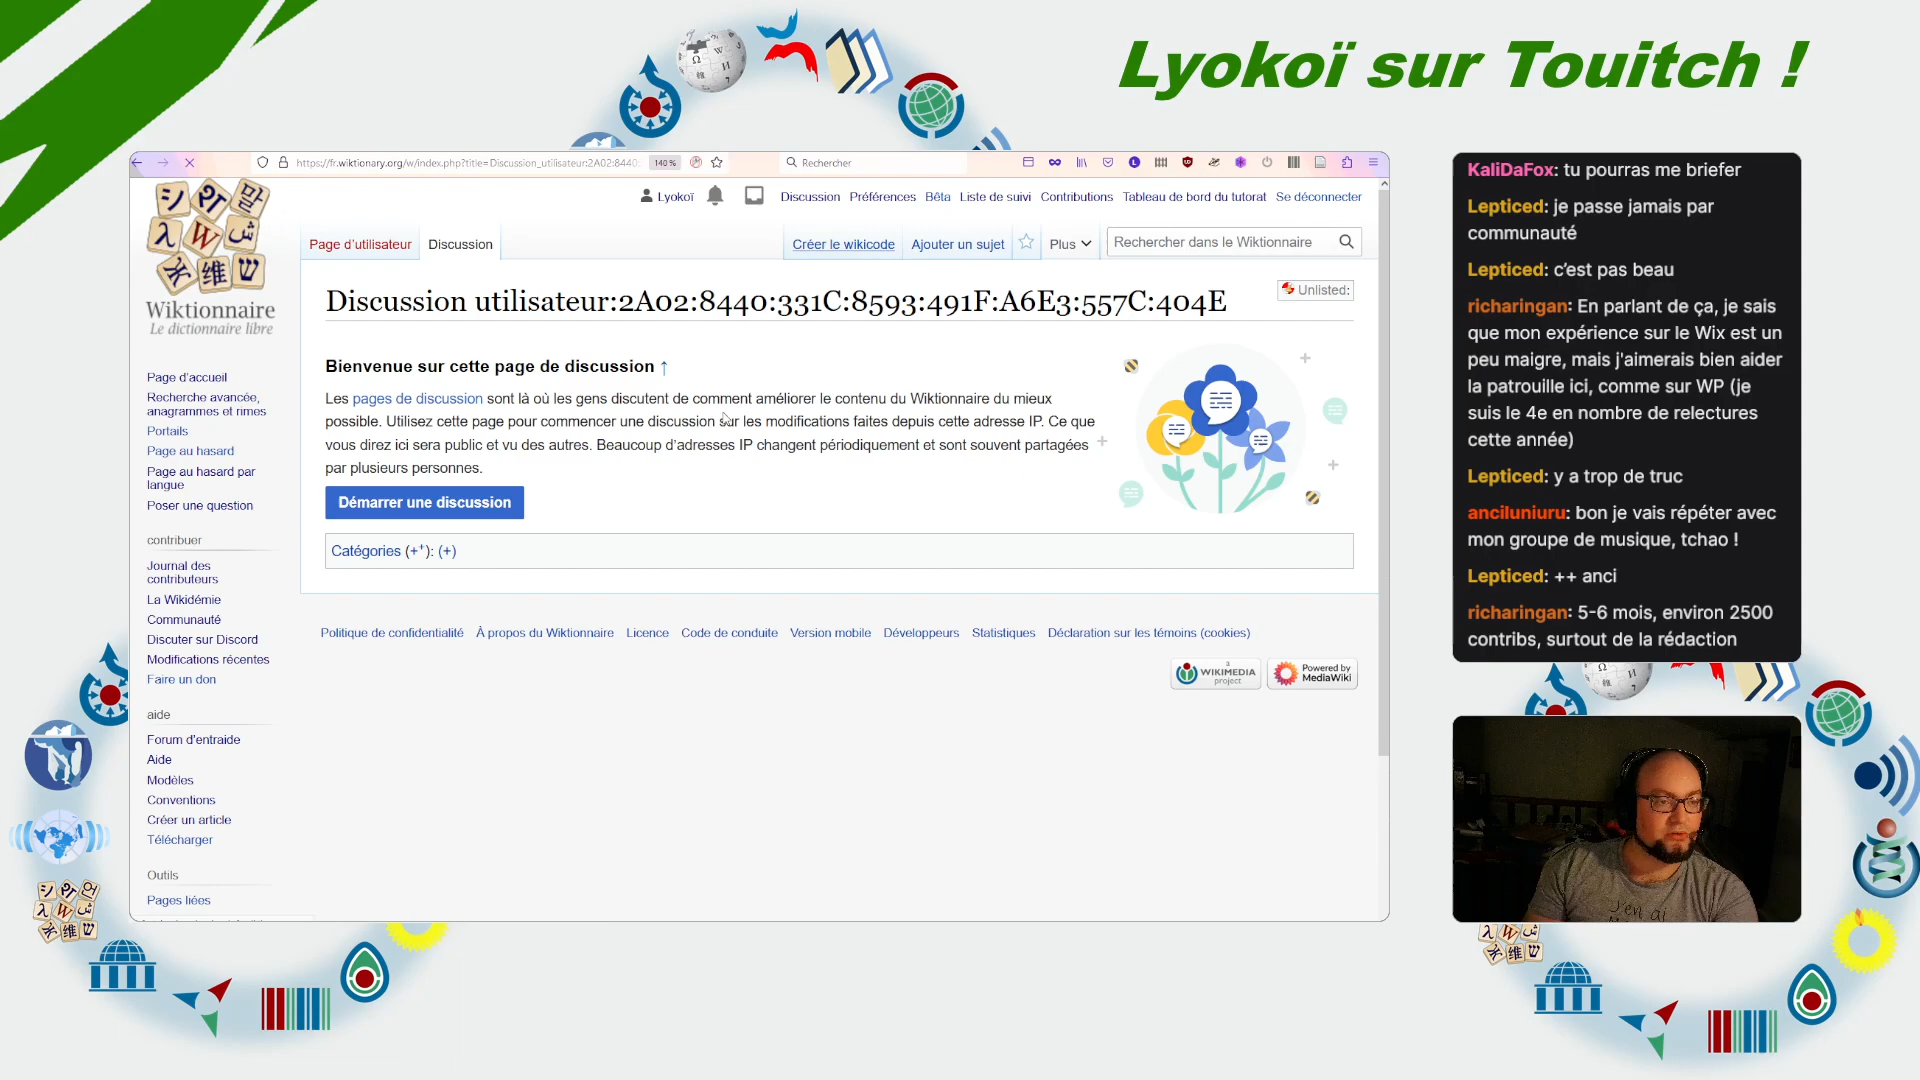 Lyokoï sur Touitch !
https://fr.wiktionary.org/w/index.php?title=Discussion_utilisateur:2A02:8440:
140 %
Rechercher
Lyokoï
Discussion
Préférences
Bêta
Liste de suivi
Contributions
Tableau de bord du tutorat
Se déconnecter
Wiktionnaire
Le dictionnaire libre
Page d’utilisateur
Discussion
Créer le wikicode
Ajouter un sujet
Plus
Rechercher dans le Wiktionnaire
Discussion utilisateur:2A02:8440:331C:8593:491F:A6E3:557C:404E
Unlisted:
Bienvenue sur cette page de discussion ↑
Les pages de discussion sont là où les gens discutent de comment améliorer le contenu du Wiktionnaire du mieux
possible. Utilisez cette page pour commencer une discussion sur les modifications faites depuis cette adresse IP. Ce que
vous direz ici sera public et vu des autres. Beaucoup d’adresses IP changent périodiquement et sont souvent partagées
par plusieurs personnes.
Démarrer une discussion
Catégories (+⁺): (+)
Page d’accueil
Recherche avancée,
anagrammes et rimes
Portails
Page au hasard
Page au hasard par
langue
Poser une question
contribuer
Journal des
contributeurs
La Wikidémie
Communauté
Discuter sur Discord
Modifications récentes
Faire un don
aide
Forum d’entraide
Aide
Modèles
Conventions
Créer un article
Télécharger
Outils
Pages liées
Politique de confidentialité
À propos du Wiktionnaire
Licence
Code de conduite
Version mobile
Développeurs
Statistiques
Déclaration sur les témoins (cookies)
a
WIKIMEDIA
project
Powered by
MediaWiki
KaliDaFox: tu pourras me briefer
Lepticed: je passe jamais par
communauté
Lepticed: c’est pas beau
richaringan: En parlant de ça, je sais
que mon expérience sur le Wix est un
peu maigre, mais j'aimerais bien aider
la patrouille ici, comme sur WP (je
suis le 4e en nombre de relectures
cette année)
Lepticed: y a trop de truc
anciluniuru: bon je vais répéter avec
mon groupe de musique, tchao !
Lepticed: ++ anci
richaringan: 5-6 mois, environ 2500
contribs, surtout de la rédaction
J'en ai